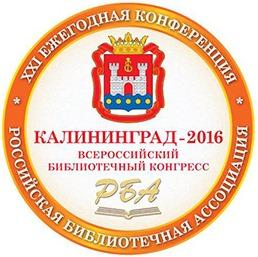 XXI ЕЖЕГОДНАЯ КОНФЕРЕНЦИЯ
КАЛИНИНГРАД-2016
ВСЕРОССИЙСКИЙ
БИБЛИОТЕЧНЫЙ КОНГРЕСС
РБА
РОССИЙСКАЯ БИБЛИОТЕЧНАЯ АССОЦИАЦИЯ